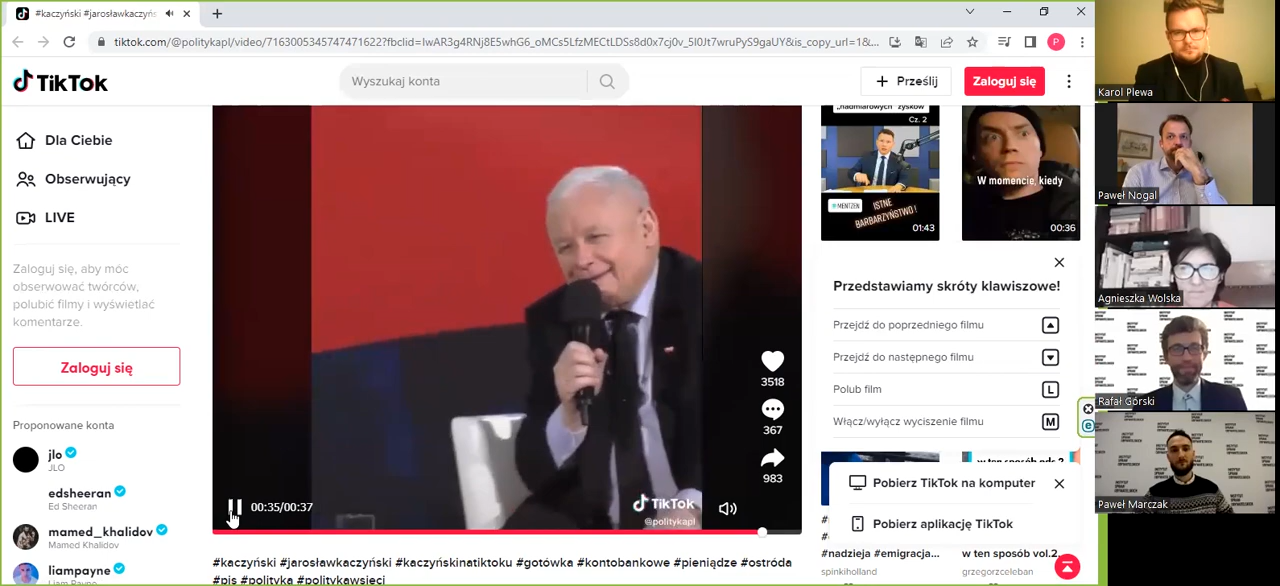 #kaczyński #jarosławkaczyńs
tiktok.com/@politykapl/video/7163005345747471622?fbclid=IwAR3g4RNj8E5whG6_oMCs5LfzMECtLDSs8d0x7cj0v_5I0Jt7wruPyS9gaUY&is_copy_url=1&...
P
TikTok
Wyszukaj konta
Prześlij
Zaloguj się
Dla Ciebie
Obserwujący
LIVE
Zaloguj się, aby móc
obserwować twórców,
polubić filmy i wyświetlać
komentarze.
Zaloguj się
Proponowane konta
jlo
JLO
edsheeran
Ed Sheeran
mamed_khalidov
Mamed Khalidov
liampayne
Liam Payne
3518
367
983
00:35/00:37
TikTok
@politykapl
#kaczyński #jarosławkaczyński #kaczyńskinatiktoku #gotówka #kontobankowe #pieniądze #ostróda
#pis #polityka #politykawsieci
„nadmiarowych" zysków
Cz. 2
MENTZEN
ISTNE
BARBARZYŃSTWO!
01:43
W momencie, kiedy
00:36
Przedstawiamy skróty klawiszowe!
Przejdź do poprzedniego filmu
Przejdź do następnego filmu
Polub film
L
Włącz/wyłącz wyciszenie filmu
M
w ten sposób ods 2
Pobierz TikTok na komputer
Pobierz aplikację TikTok
#nadzieja #emigracja...
spinkiholland
w ten sposób vol.2...
grzegorzceleban
Karol Plewa
Paweł Nogal
Agnieszka Wolska
Rafał Górski
Paweł Marczak